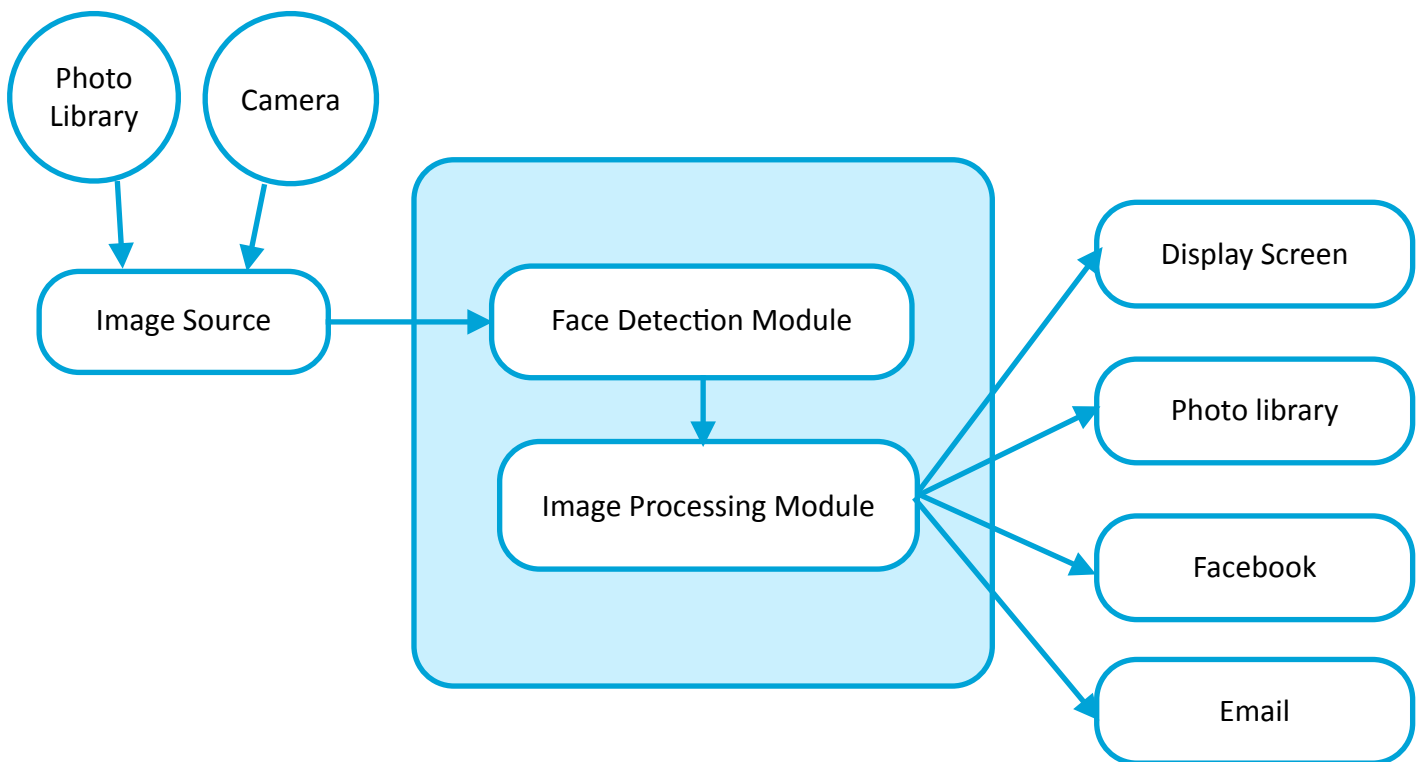 Photo
Library
Camera
Image Source
Face Detection Module
Image Processing Module
Display Screen
Photo library
Facebook
Email